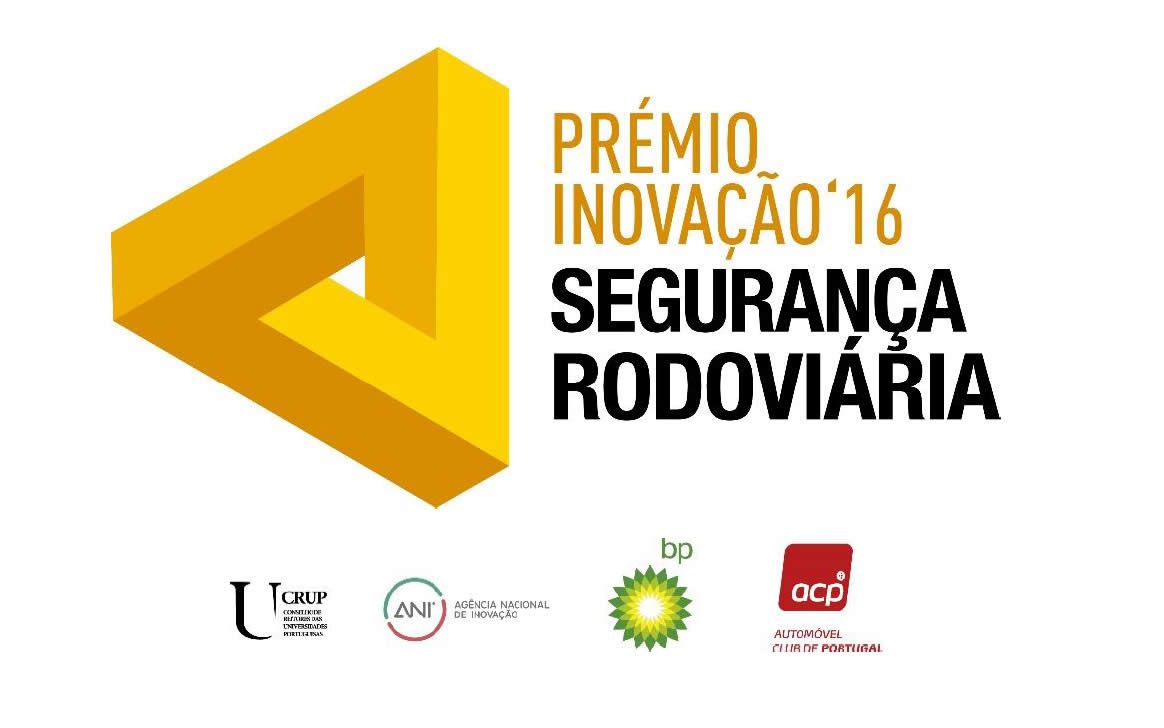 PRÉMIO
INOVAÇÃO‘16
SEGURANÇA
RODOVIÁRIA
bp
acp
U CRUP
CONSELHO DE
REITORES DAS
UNIVERSIDADES
PORTUGUESAS
ANI
AGÊNCIA NACIONAL
DE INOVAÇÃO
AUTOMÓVEL
CLUB DE PORTUGAL